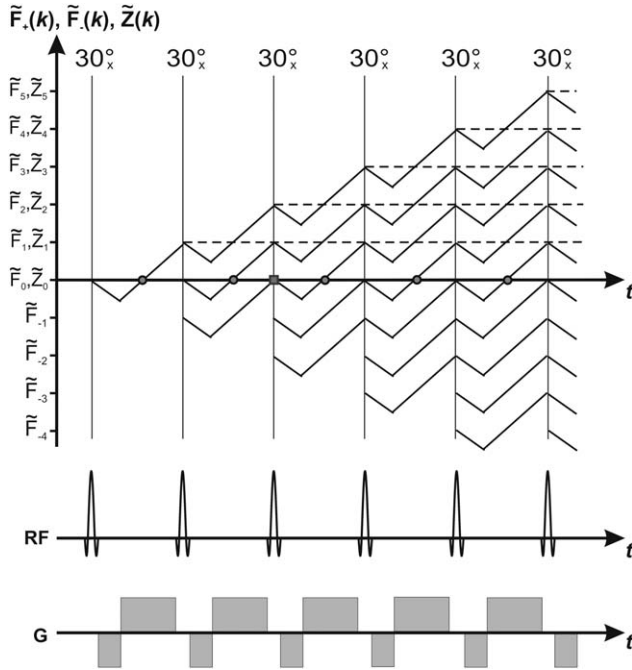 F̃₊(k), F̃₋(k), Z̃(k)
30°ₓ 30°ₓ 30°ₓ 30°ₓ 30°ₓ 30°ₓ
F̃₅,Z̃₅
F̃₄,Z̃₄
F̃₃,Z̃₃
F̃₂,Z̃₂
F̃₁,Z̃₁
F̃₀,Z̃₀
t
F̃₋₁
F̃₋₂
F̃₋₃
F̃₋₄
RF
t
G
t